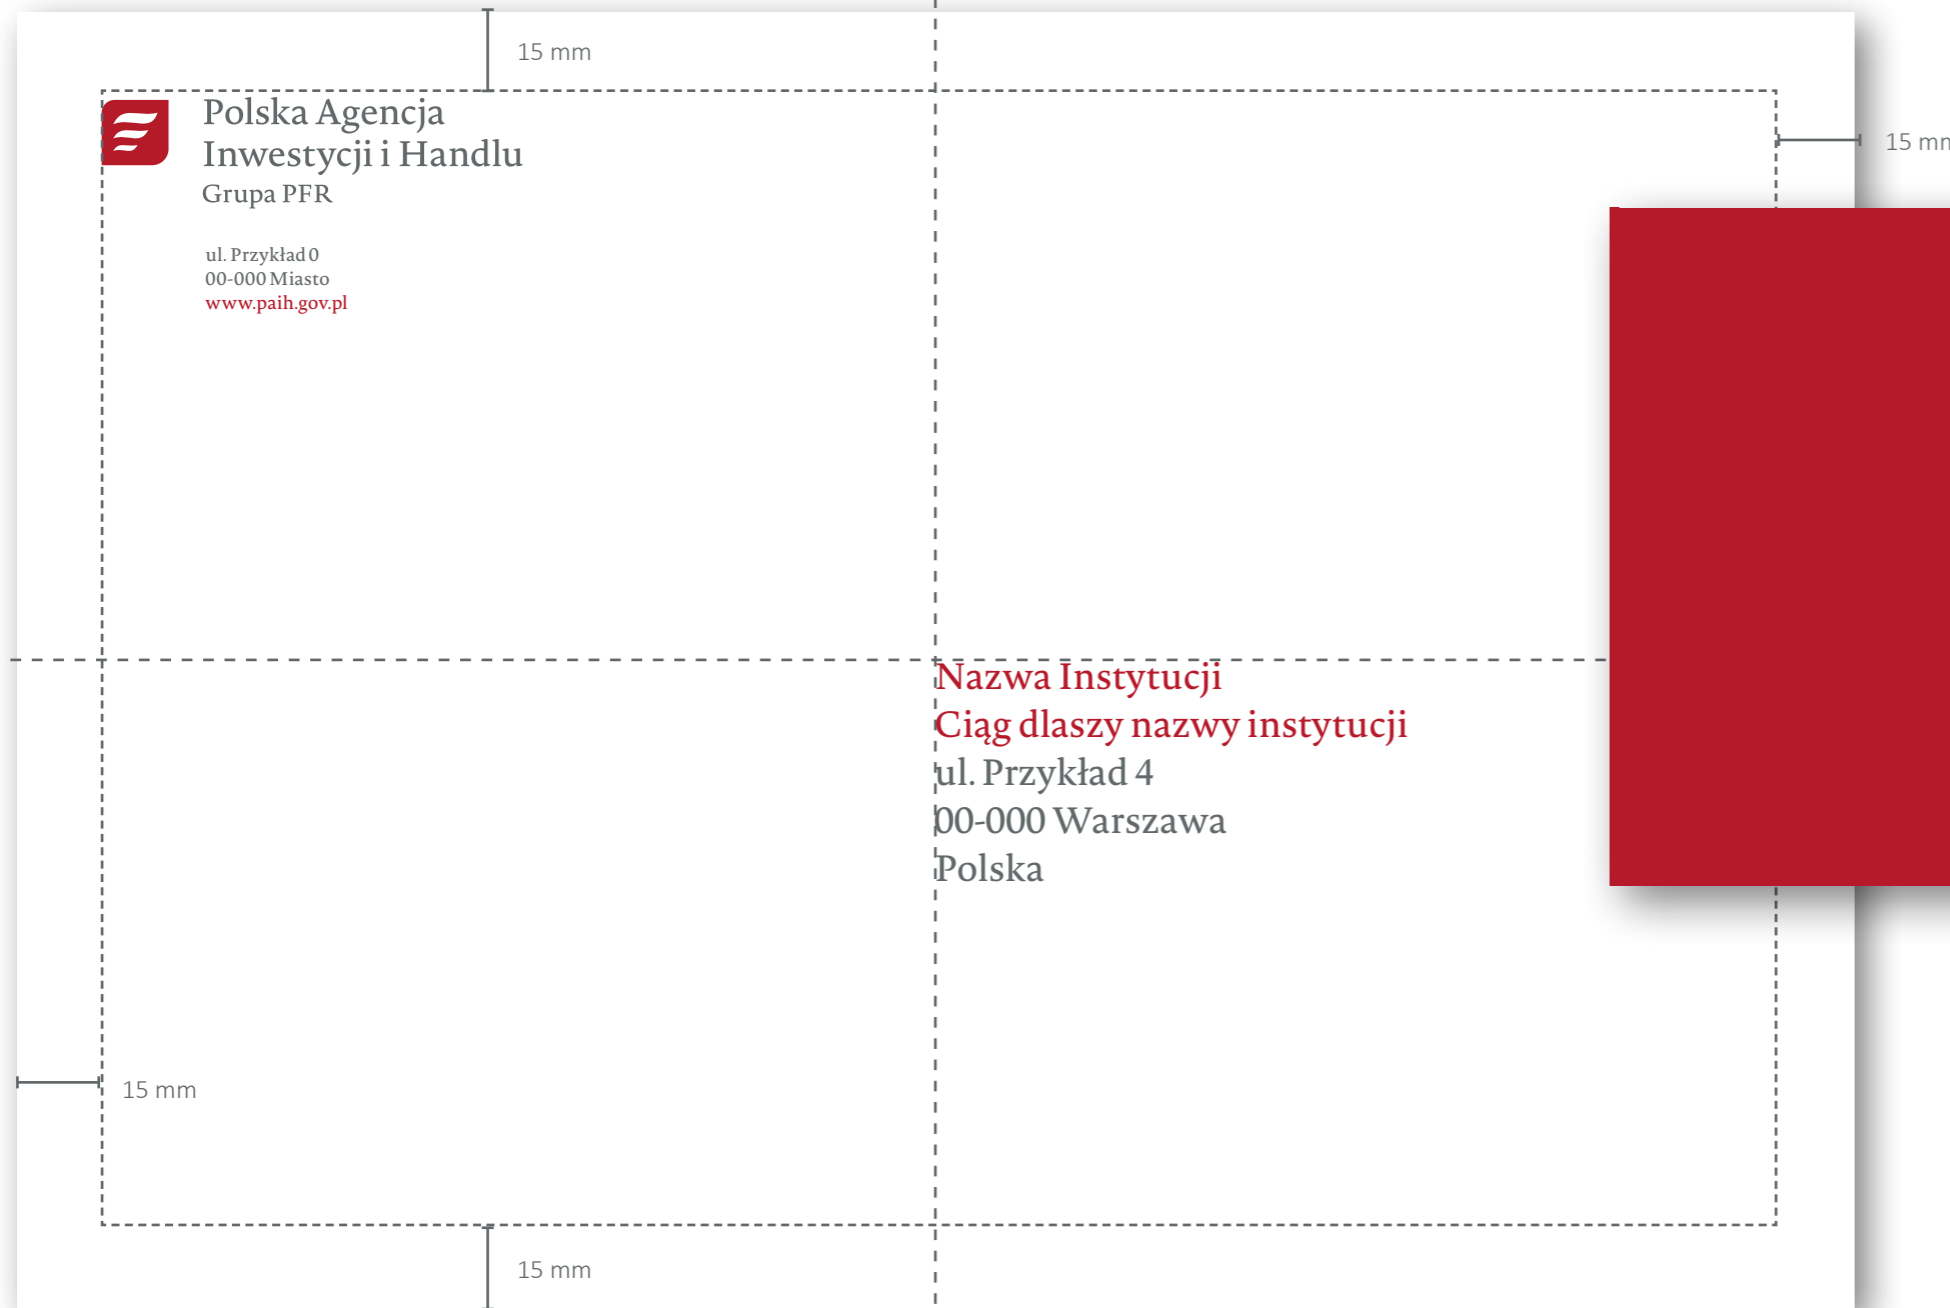 15 mm
Polska Agencja
Inwestycji i Handlu
Grupa PFR
15 mm
ul. Przykład 0
00-000 Miasto
www.paih.gov.pl
Nazwa Instytucji
Ciąg dlaszy nazwy instytucji
ul. Przykład 4
00-000 Warszawa
Polska
15 mm
15 mm